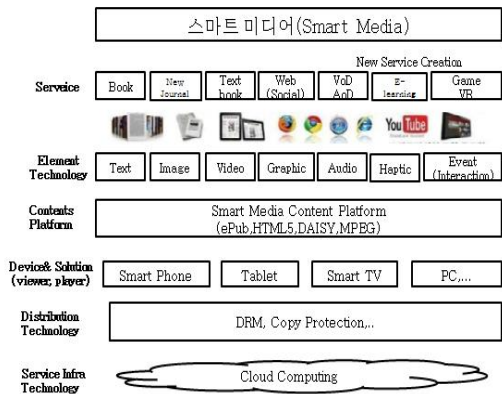 스마트 미디어(Smart Media)
New Service Creation
Serveice
Book
New Journal
Text book
Web (Social)
VoD AoD
E-learning
Game VR
YouTube
Element Technology
Text
Image
Video
Graphic
Audio
Haptic
Event (Interaction)
Contents Platform
Smart Media Content Platform
(ePub,HTML5,DAISY,MPEG)
Device& Solution
(viewer, player)
Smart Phone
Tablet
Smart TV
PC,...
Distribution
Technology
DRM, Copy Protection,..
Service Infra
Technology
Cloud Computing